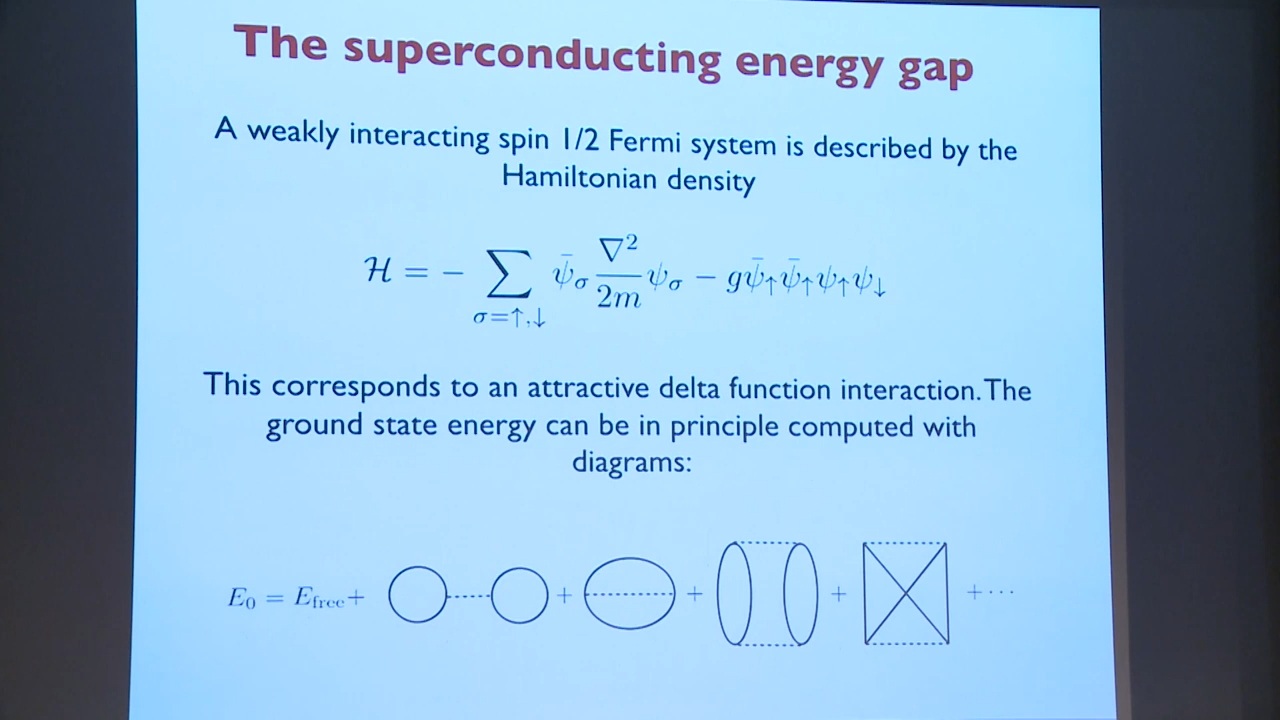 The superconducting energy gap
A weakly interacting spin 1/2 Fermi system is described by the
Hamiltonian density
ℋ = − ∑_{σ=↑,↓} ψ̄_σ ∇²/2m ψ_σ − gψ̄_↑ψ̄_↑ψ_↑ψ_↓
This corresponds to an attractive delta function interaction. The
ground state energy can be in principle computed with
diagrams:
E₀ = E_free + + + + + ⋯